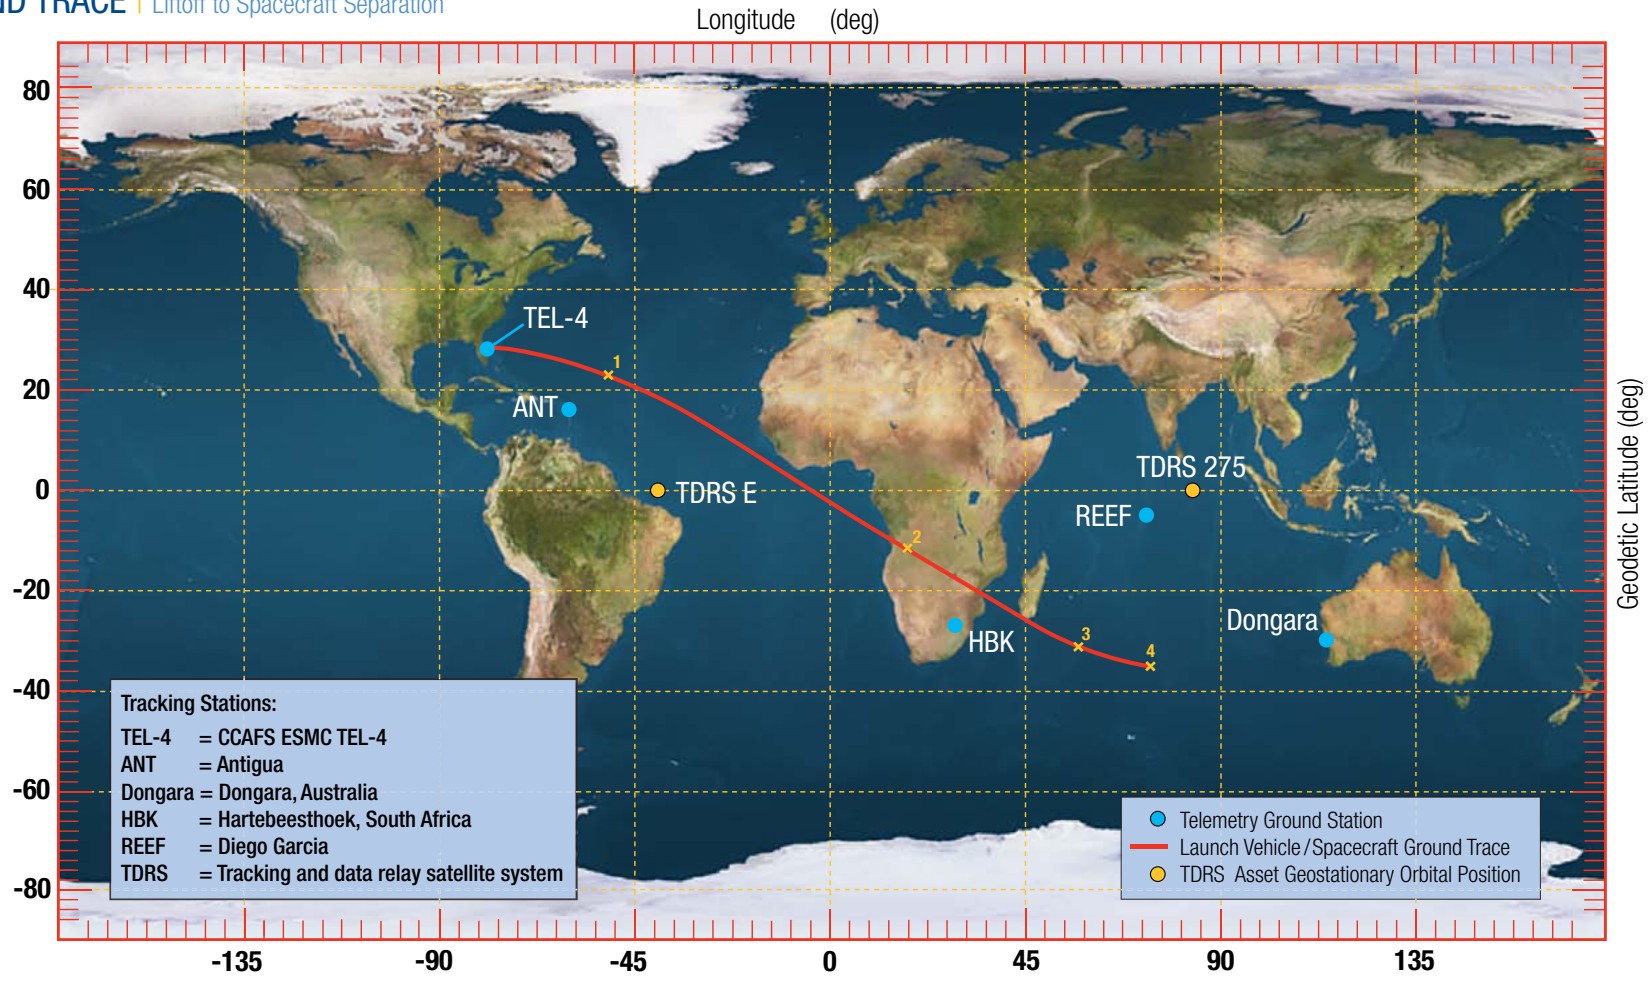 ND TRACE | Liftoff to Spacecraft Separation
Longitude (deg)
80
60
40
20
0
-20
-40
-60
-80
TEL-4
1
ANT
TDRS E
TDRS 275
REEF
2
Dongara
HBK
3
4
Geodetic Latitude (deg)
Tracking Stations:
TEL-4 = CCAFS ESMC TEL-4
ANT = Antigua
Dongara = Dongara, Australia
HBK = Hartebeesthoek, South Africa
REEF = Diego Garcia
TDRS = Tracking and data relay satellite system
Telemetry Ground Station
Launch Vehicle / Spacecraft Ground Trace
TDRS Asset Geostationary Orbital Position
-135 -90 -45 0 45 90 135